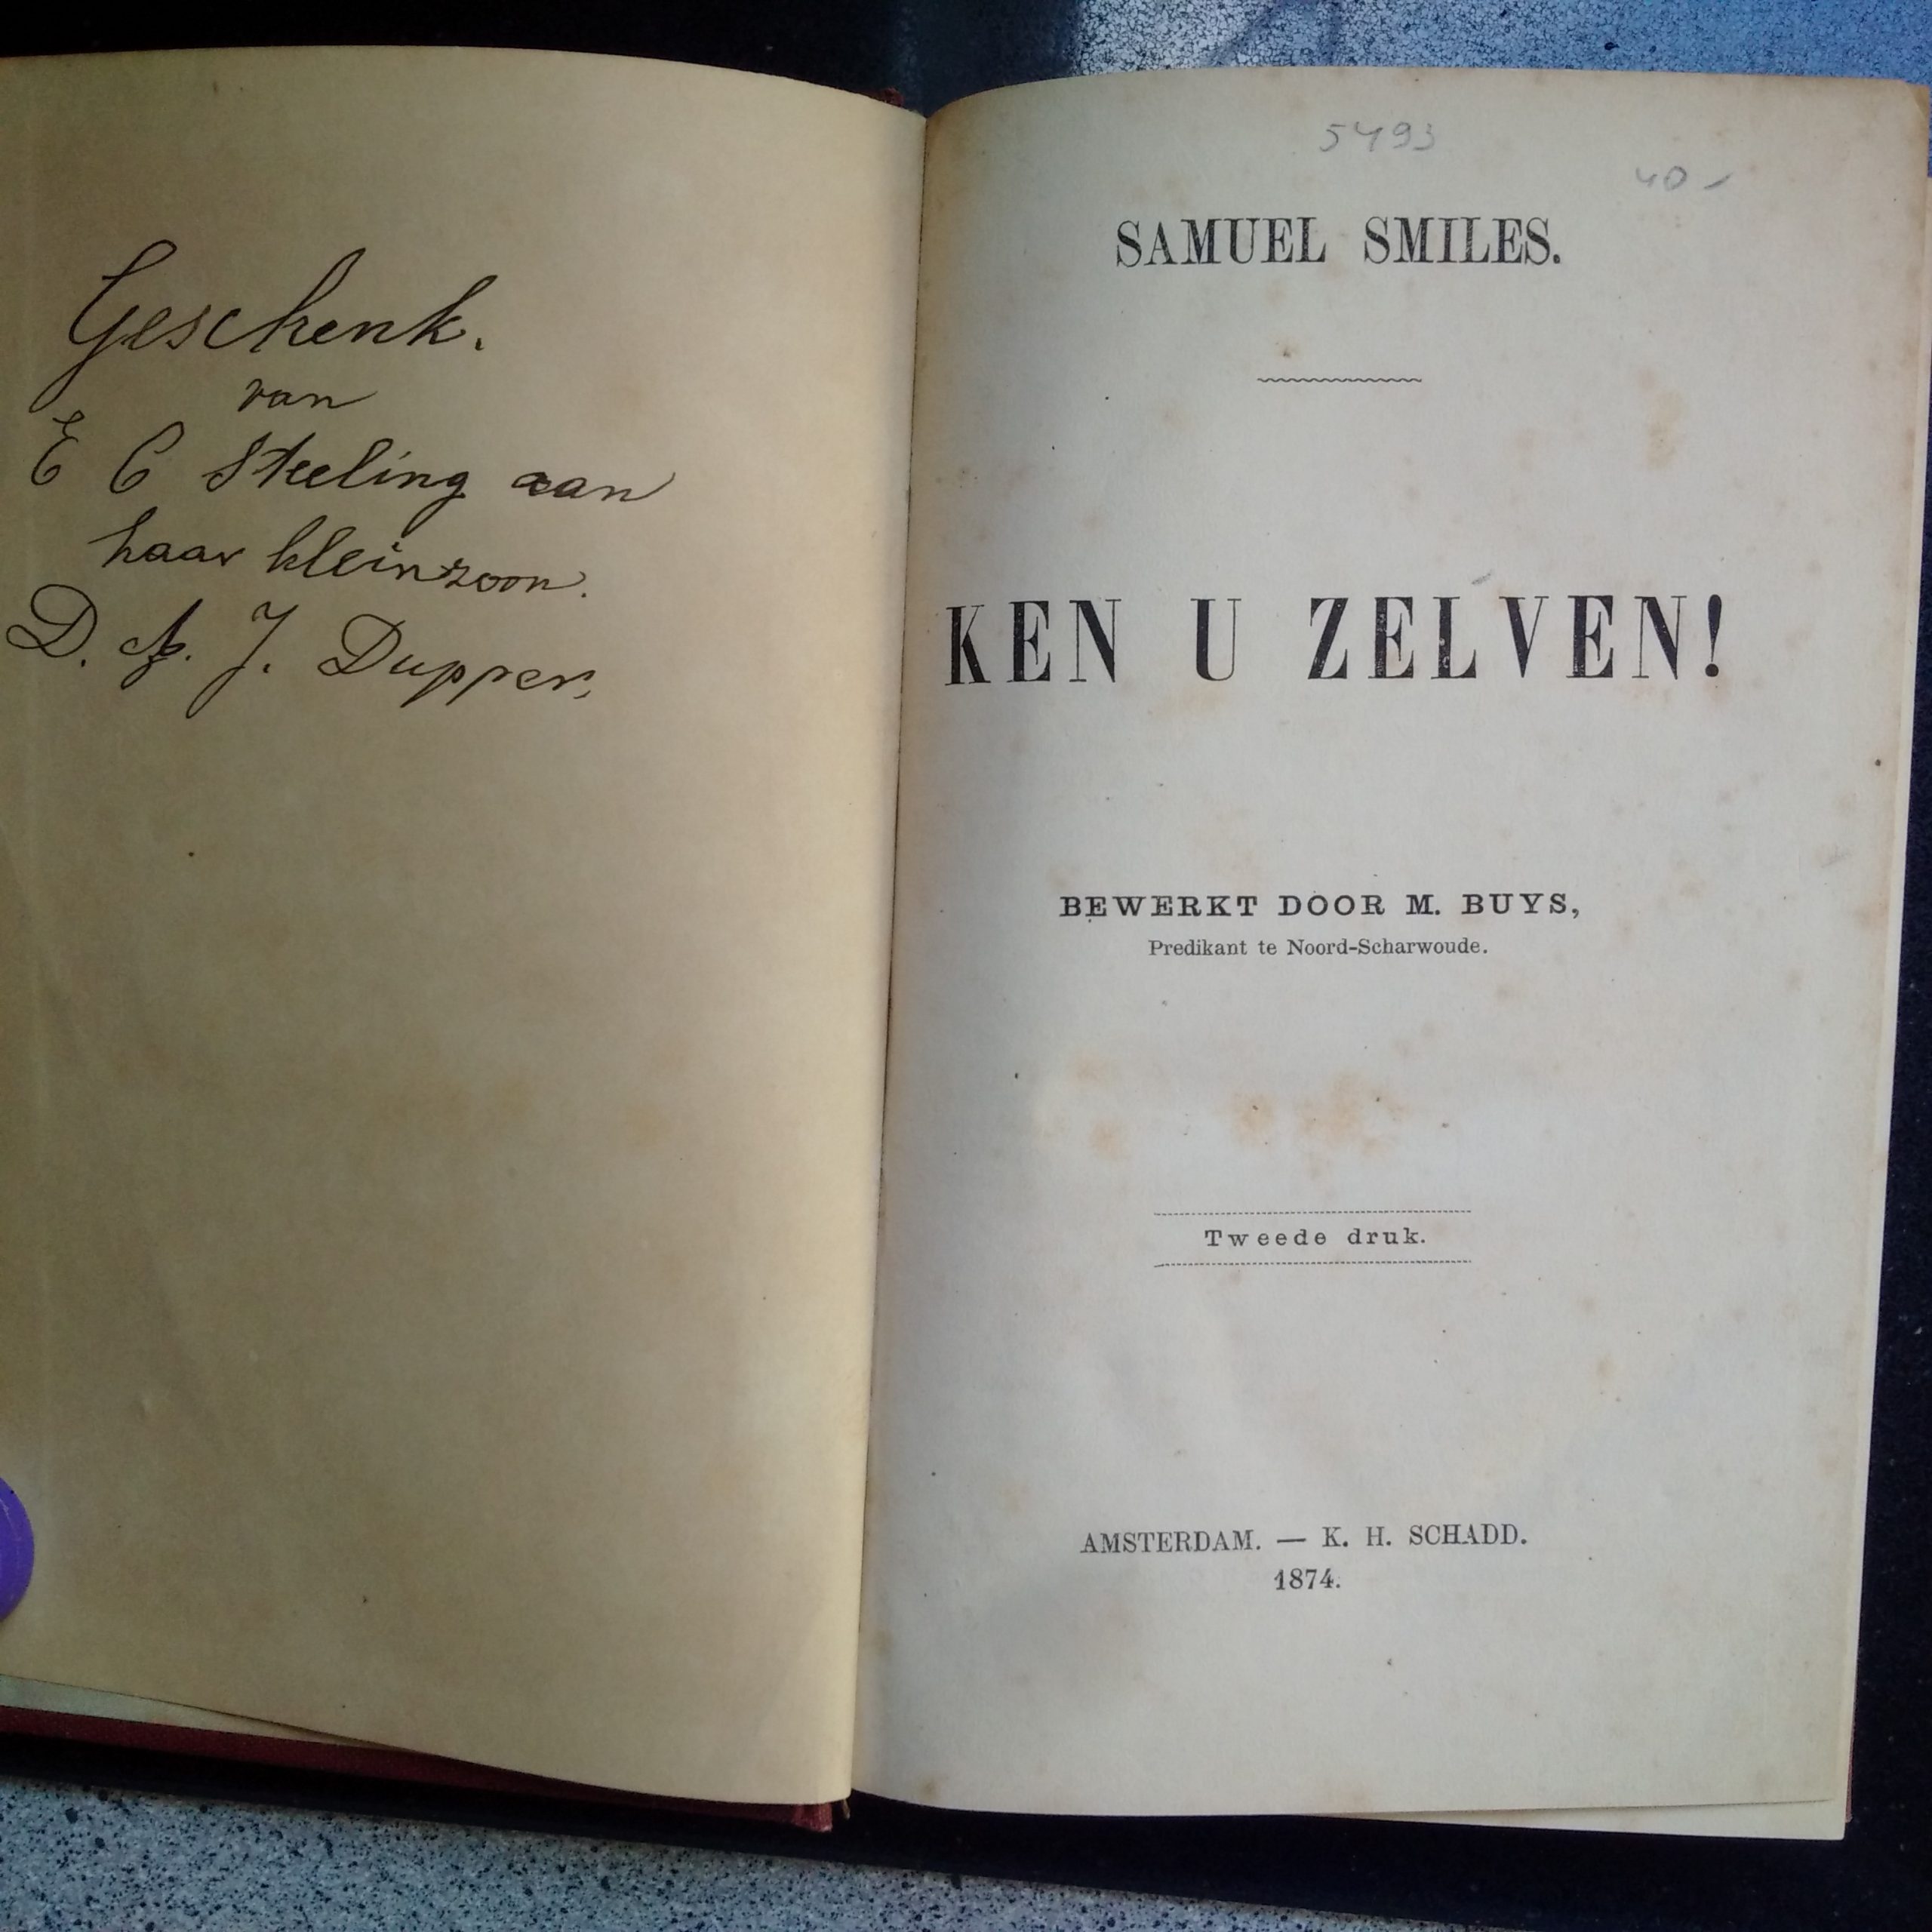 Geschenk.
van
E C Steeling aan
haar kleinzoon.
D. J. Dupper,
5493
40 -
SAMUEL SMILES.
KEN U ZELVEN!
BEWERKT DOOR M. BUYS,
Predikant te Noord-Scharwoude.
Tweede druk.
AMSTERDAM. — K. H. SCHADD.
1874.